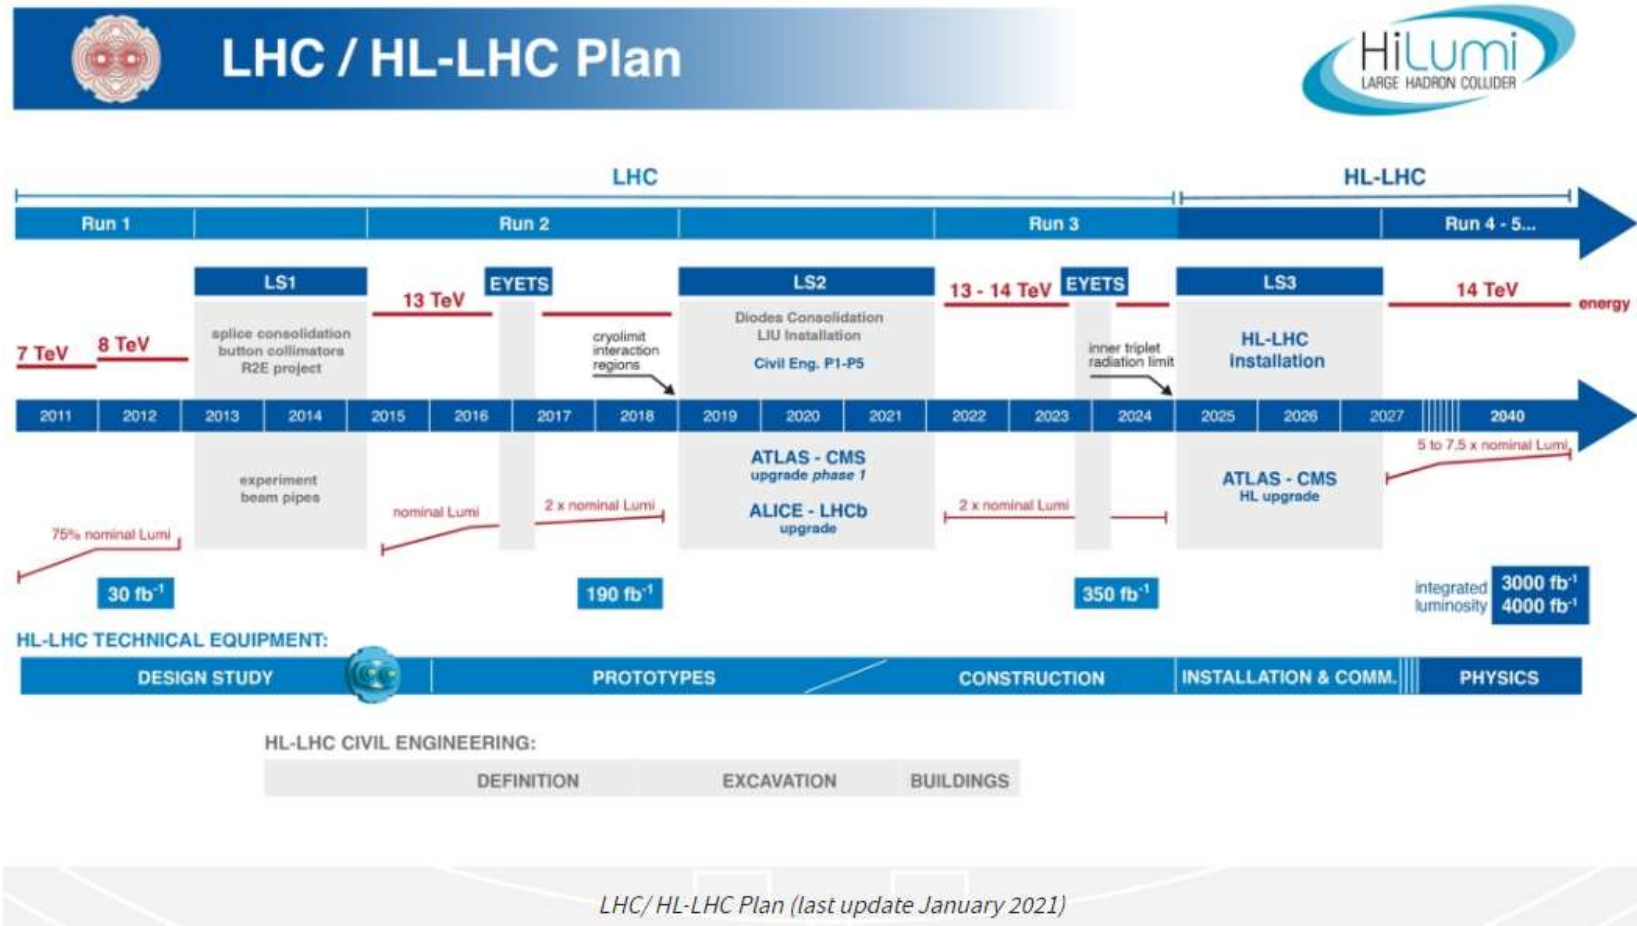 LHC / HL-LHC Plan
HiLumi
LARGE HADRON COLLIDER
LHC
HL-LHC
Run 1
Run 2
Run 3
Run 4 - 5...
LS1
EYETS
LS2
EYETS
LS3
7 TeV
8 TeV
13 TeV
13 - 14 TeV
14 TeV
energy
splice consolidation
button collimators
R2E project
cryolimit
interaction
regions
Diodes Consolidation
LIU Installation
Civil Eng. P1-P5
inner triplet
radiation limit
HL-LHC
installation
2011
2012
2013
2014
2015
2016
2017
2018
2019
2020
2021
2022
2023
2024
2025
2026
2027
2040
75% nominal Lumi
experiment
beam pipes
nominal Lumi
2 x nominal Lumi
ATLAS - CMS
upgrade phase 1
ALICE - LHCb
upgrade
2 x nominal Lumi
ATLAS - CMS
HL upgrade
5 to 7,5 x nominal Lumi
30 fb-1
190 fb-1
350 fb-1
integrated
luminosity
3000 fb-1
4000 fb-1
HL-LHC TECHNICAL EQUIPMENT:
DESIGN STUDY
PROTOTYPES
CONSTRUCTION
INSTALLATION & COMM.
PHYSICS
HL-LHC CIVIL ENGINEERING:
DEFINITION
EXCAVATION
BUILDINGS
LHC/ HL-LHC Plan (last update January 2021)